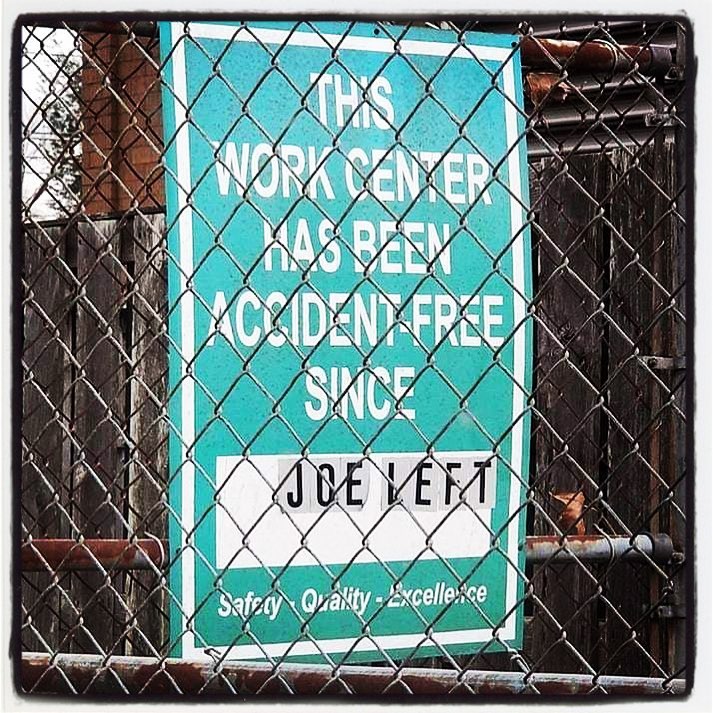 THIS
WORK CENTER
HAS BEEN
ACCIDENT-FREE
SINCE
JOE LEFT
Safety - Quality - Excellence